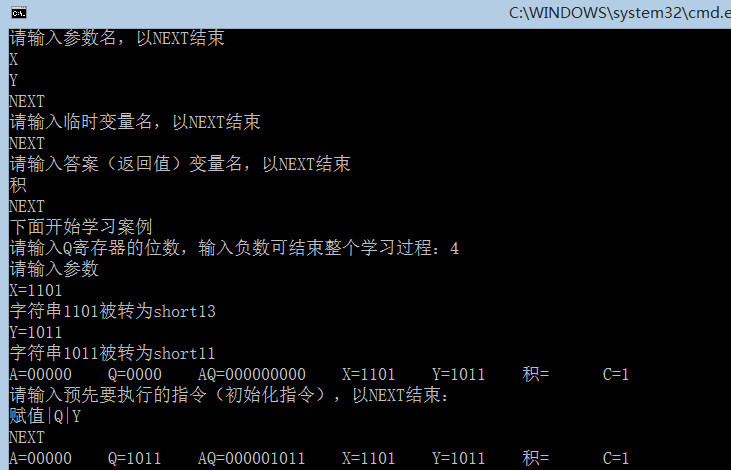 C:\WINDOWS\system32\cmd.e
请输入参数名，以NEXT结束
X
Y
NEXT
请输入临时变量名，以NEXT结束
NEXT
请输入答案（返回值）变量名，以NEXT结束
积
NEXT
下面开始学习案例
请输入Q寄存器的位数，输入负数可结束整个学习过程：4
请输入参数
X=1101
字符串1101被转为short13
Y=1011
字符串1011被转为short11
A=00000    Q=0000    AQ=000000000    X=1101    Y=1011    积=      C=1
请输入预先要执行的指令（初始化指令），以NEXT结束：
赋值|Q|Y
NEXT
A=00000    Q=1011    AQ=000001011    X=1101    Y=1011    积=      C=1